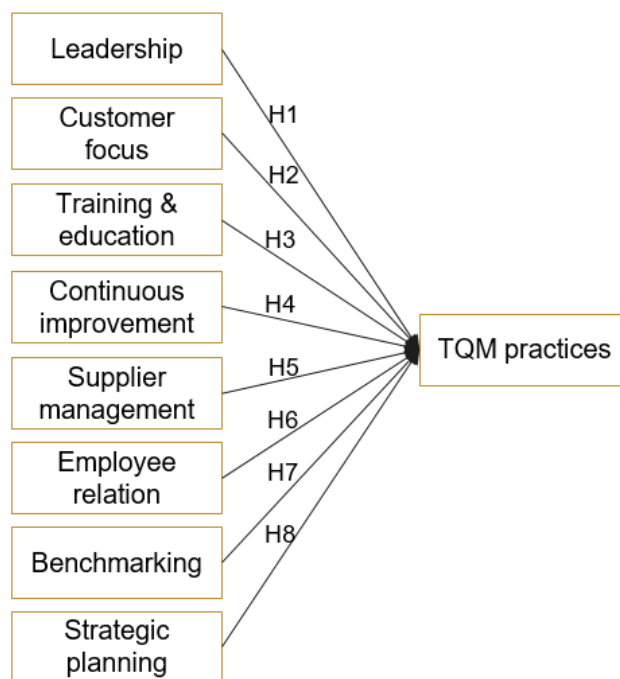 Leadership
H1
Customer
focus
H2
Training &
education
H3
Continuous
improvement
H4
TQM practices
Supplier
management
H5
Employee
relation
H6
Benchmarking
H7
Strategic
planning
H8